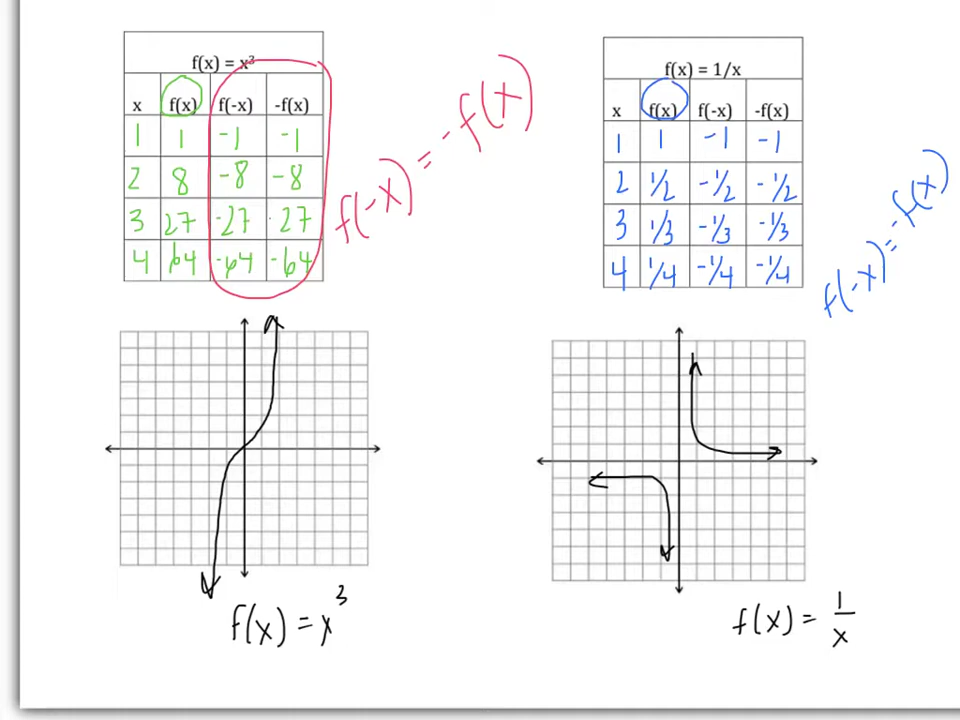 f(x) = x³
x f(x) f(-x) -f(x)
1 1 -1 -1
2 8 -8 -8
3 27 -27 -27
4 64 -64 -64
f(-x) = -f(x)
f(x) = x³
f(x) = 1/x
x f(x) f(-x) -f(x)
1 1 -1 -1
2 1/2 -1/2 -1/2
3 1/3 -1/3 -1/3
4 1/4 -1/4 -1/4
f(-x) = -f(x)
f(x) = 1/x